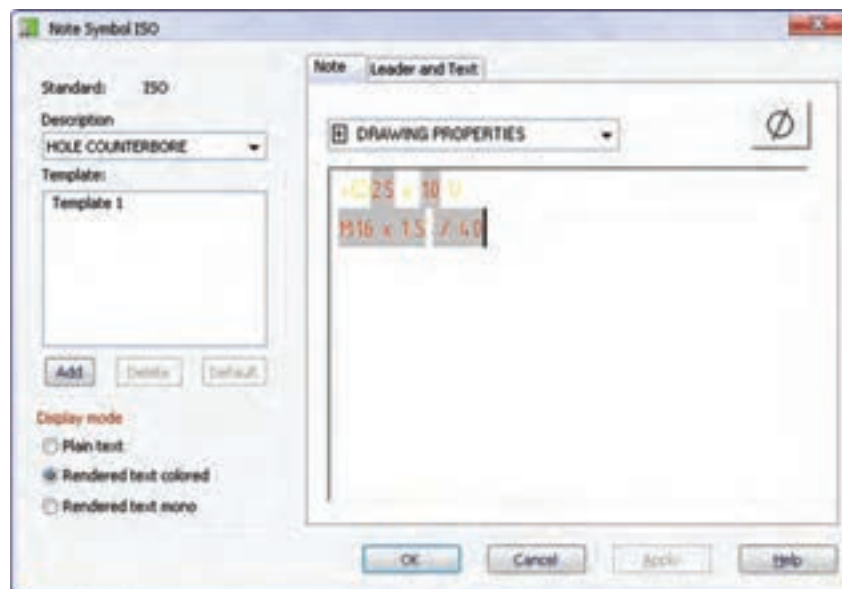 Note Symbol ISO
Standard: ISO
Description
HOLE COUNTERBORE
Template:
Template 1
Add
Delete
Default
Display mode
Plain text
Rendered text colored
Rendered text mono
Note
Leader and Text
DRAWING PROPERTIES
25 10
M16 x 1.5 / 40
OK
Cancel
Apply
Help